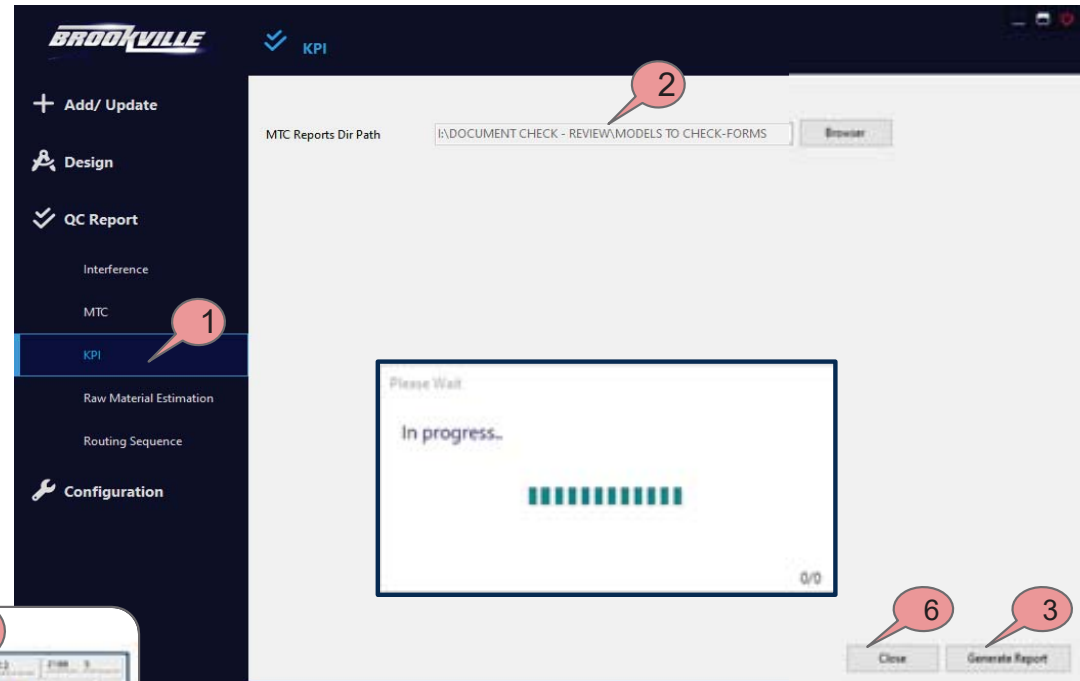 BROOKVILLE
KPI
2
Add/ Update
MTC Reports Dir Path
I:\DOCUMENT CHECK - REVIEW\MODELS TO CHECK-FORMS
Browser
Design
QC Report
Interference
MTC
1
KPI
Please Wait
Raw Material Estimation
In progress..
Routing Sequence
Configuration
0/0
6
3
Close
Generate Report